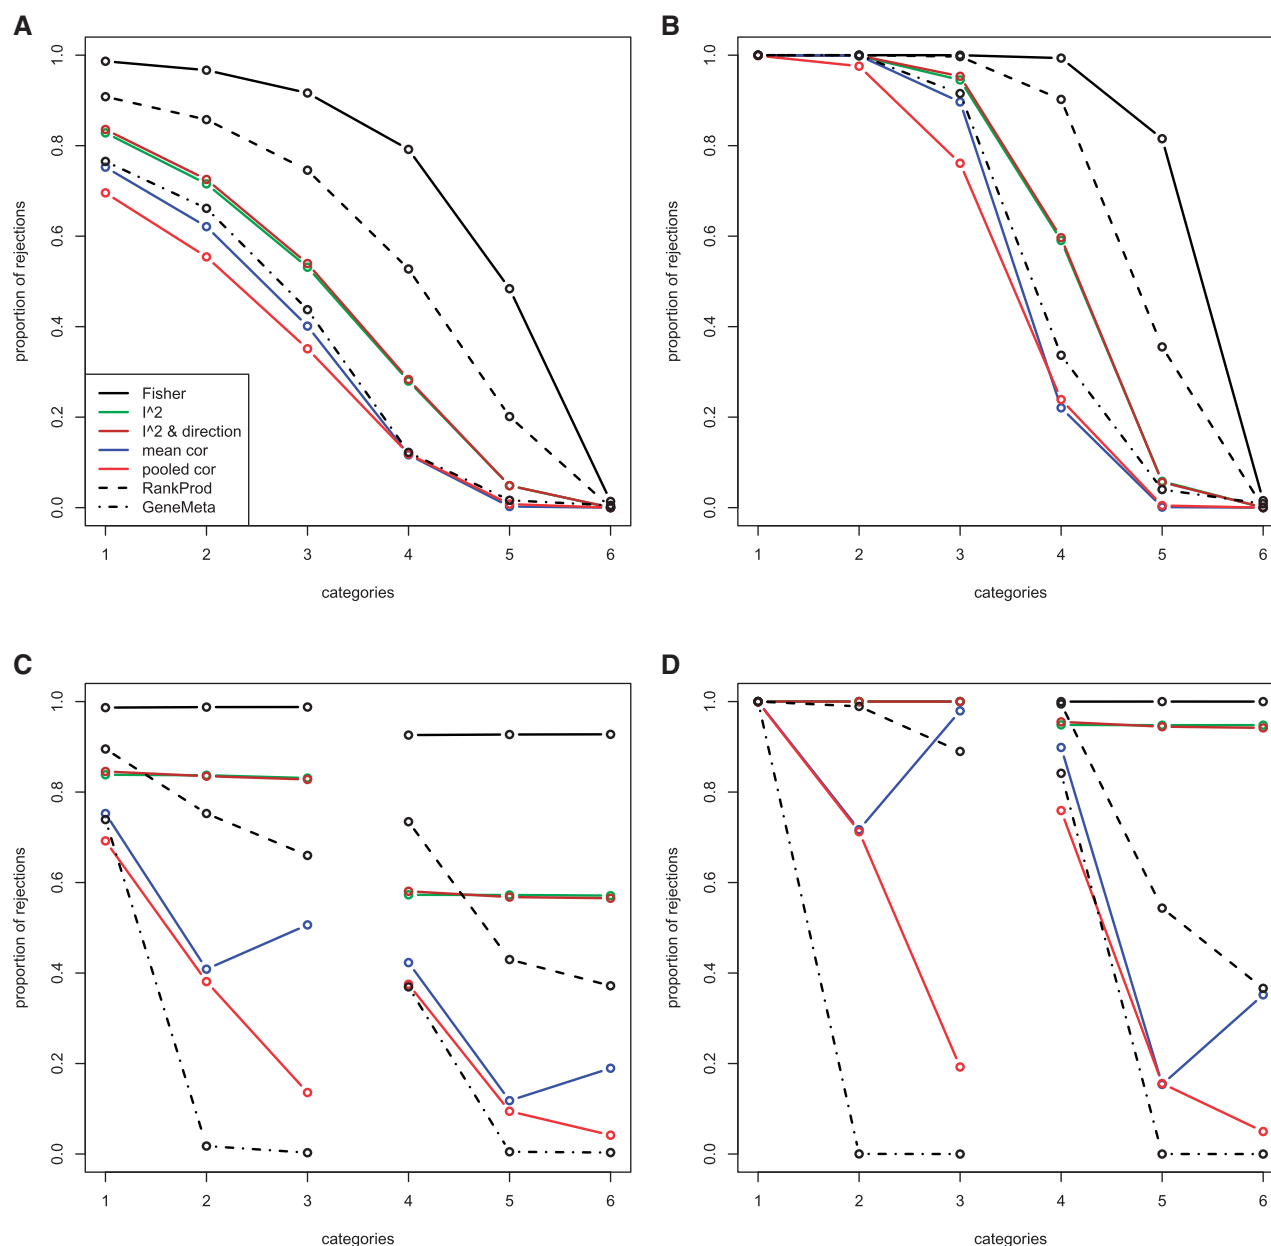 A
B
1.0
0.8
0.6
0.4
0.2
0.0
proportion of rejections
Fisher
I^2
I^2 & direction
mean cor
pooled cor
RankProd
GeneMeta
1 2 3 4 5 6
categories
1.0
0.8
0.6
0.4
0.2
0.0
proportion of rejections
1 2 3 4 5 6
categories
C
D
1.0
0.8
0.6
0.4
0.2
0.0
proportion of rejections
1 2 3 4 5 6
categories
1.0
0.8
0.6
0.4
0.2
0.0
proportion of rejections
1 2 3 4 5 6
categories